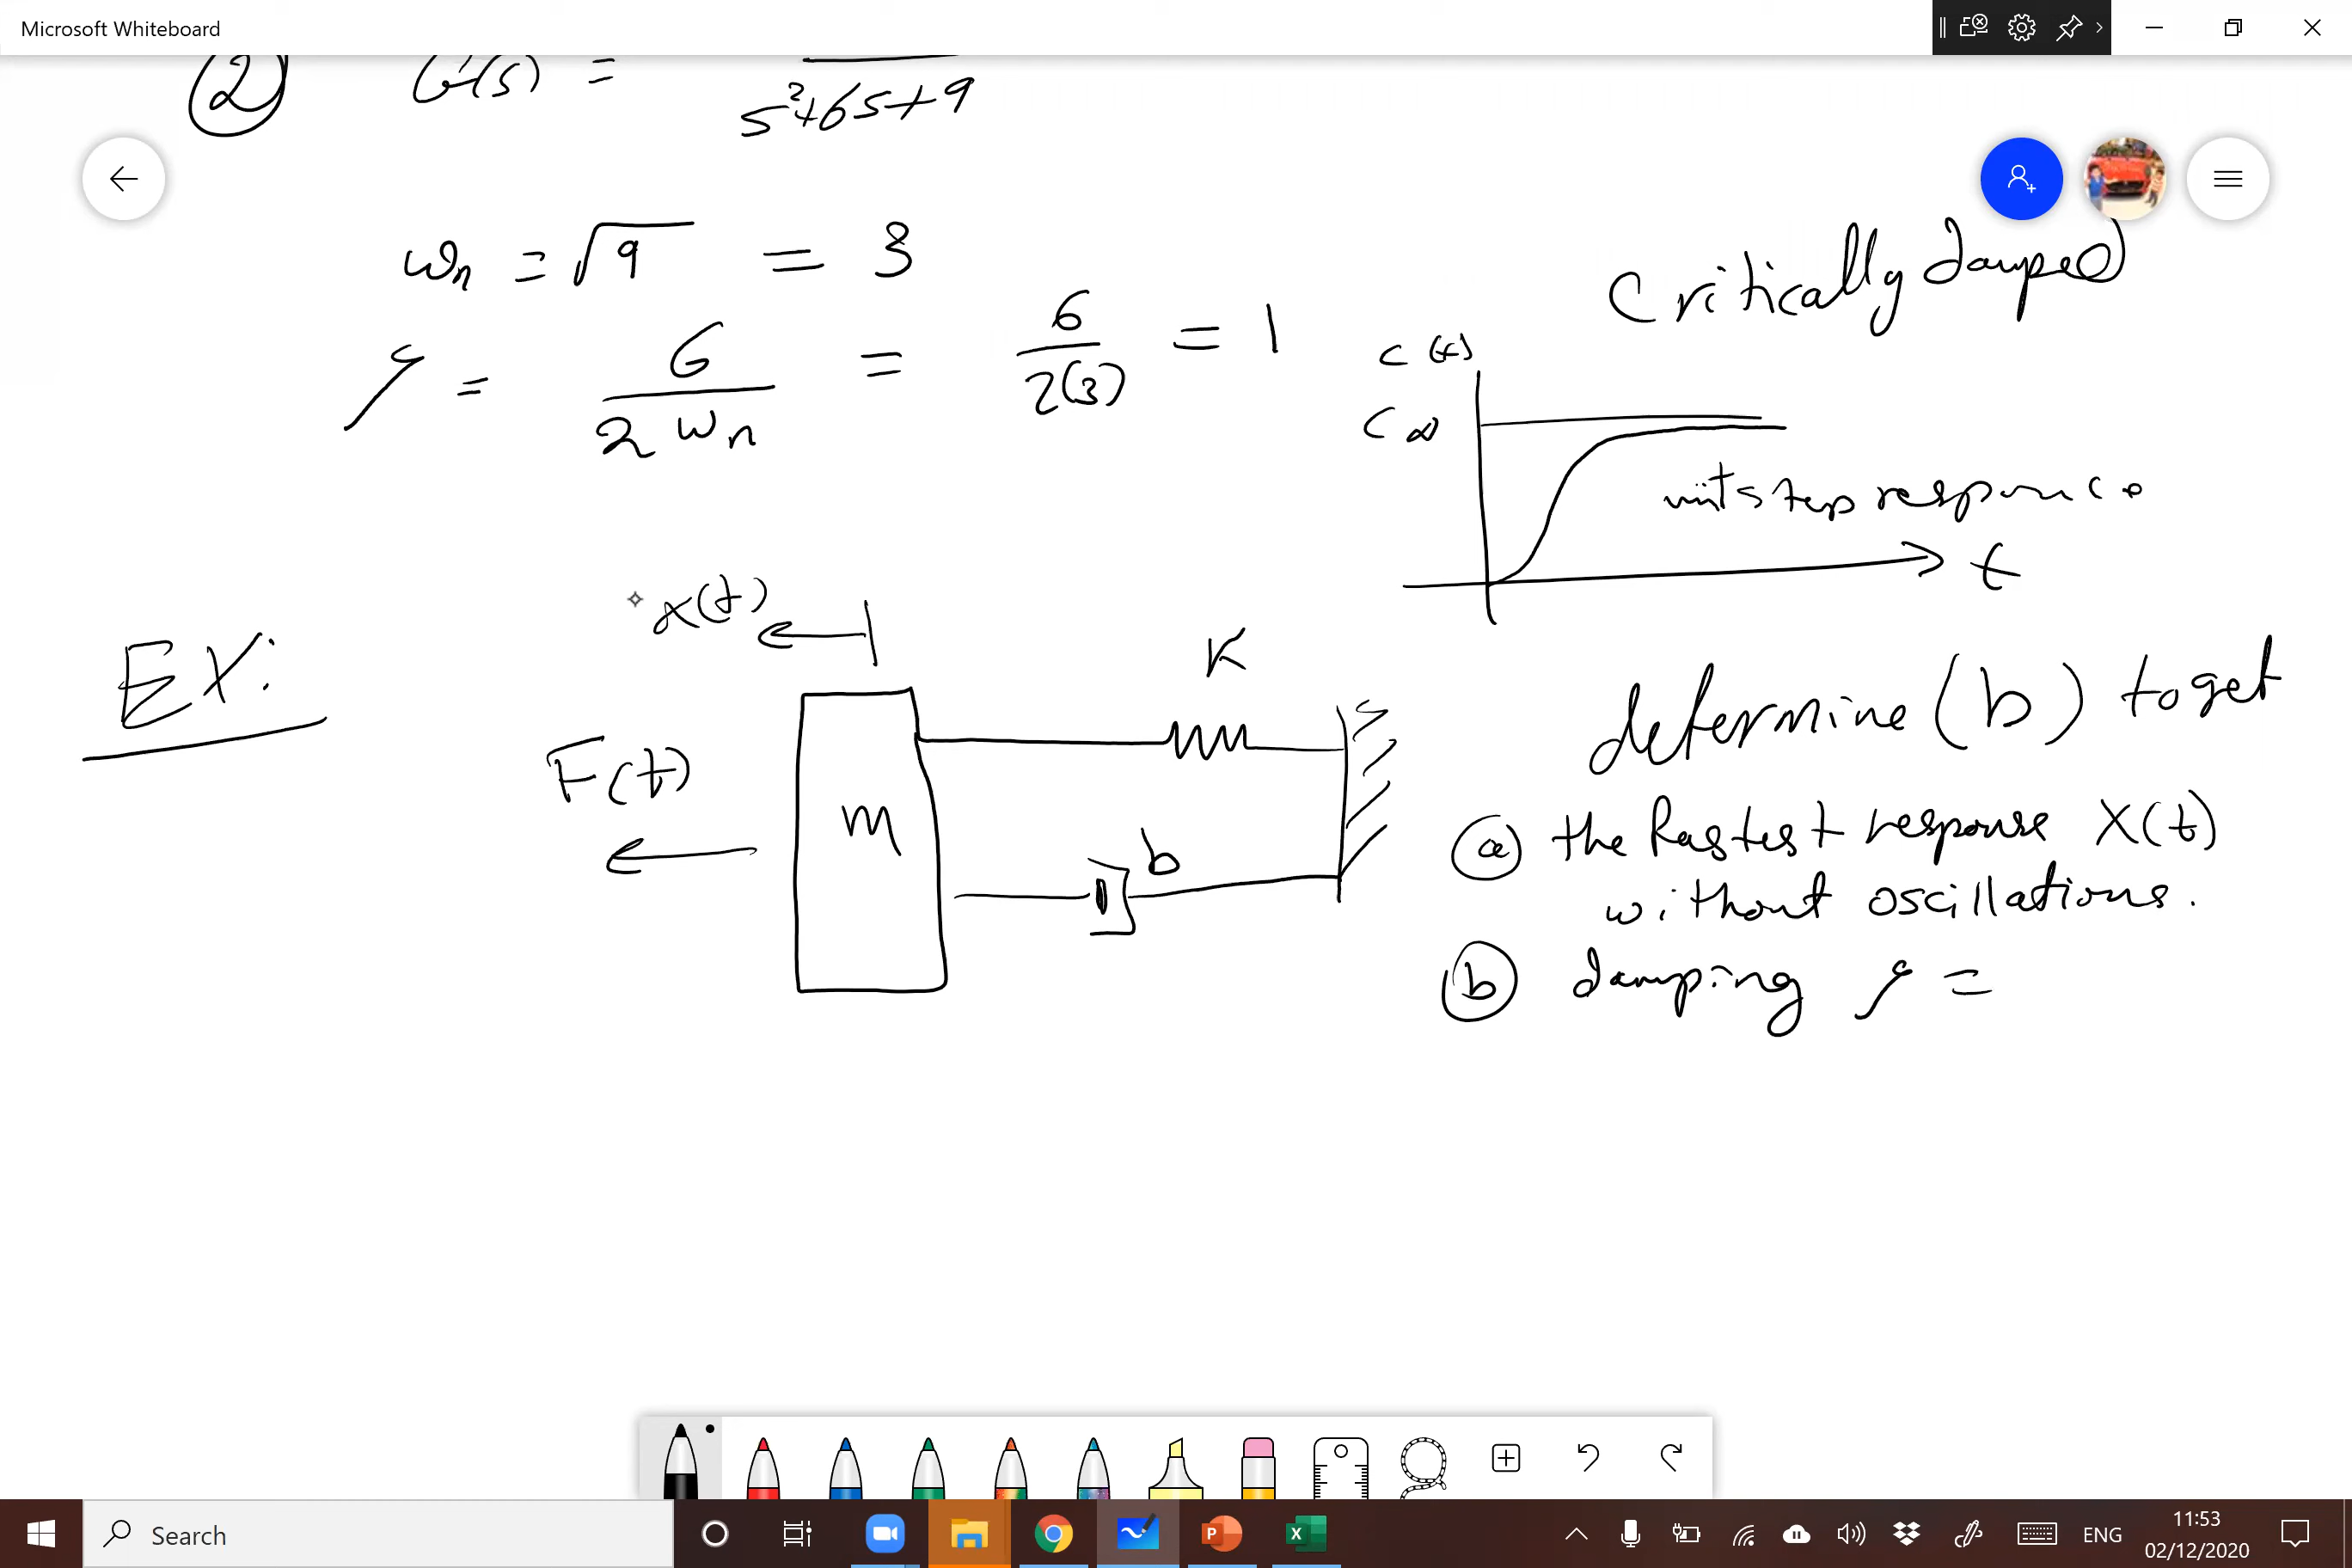 Microsoft Whiteboard
② G(s) =
s²+6s+9
ωn = √9 = 3
ζ = 6 / 2ωn = 6 / 2(3) = 1
Critically damped
c(t)
C∞
unit step response
t
EX:
x(t)
K
F(t)
m
b
determine (b) to get
ⓐ the fastest response X(t)
without oscillations.
ⓑ damping ζ =
Search
ENG
11:53
02/12/2020